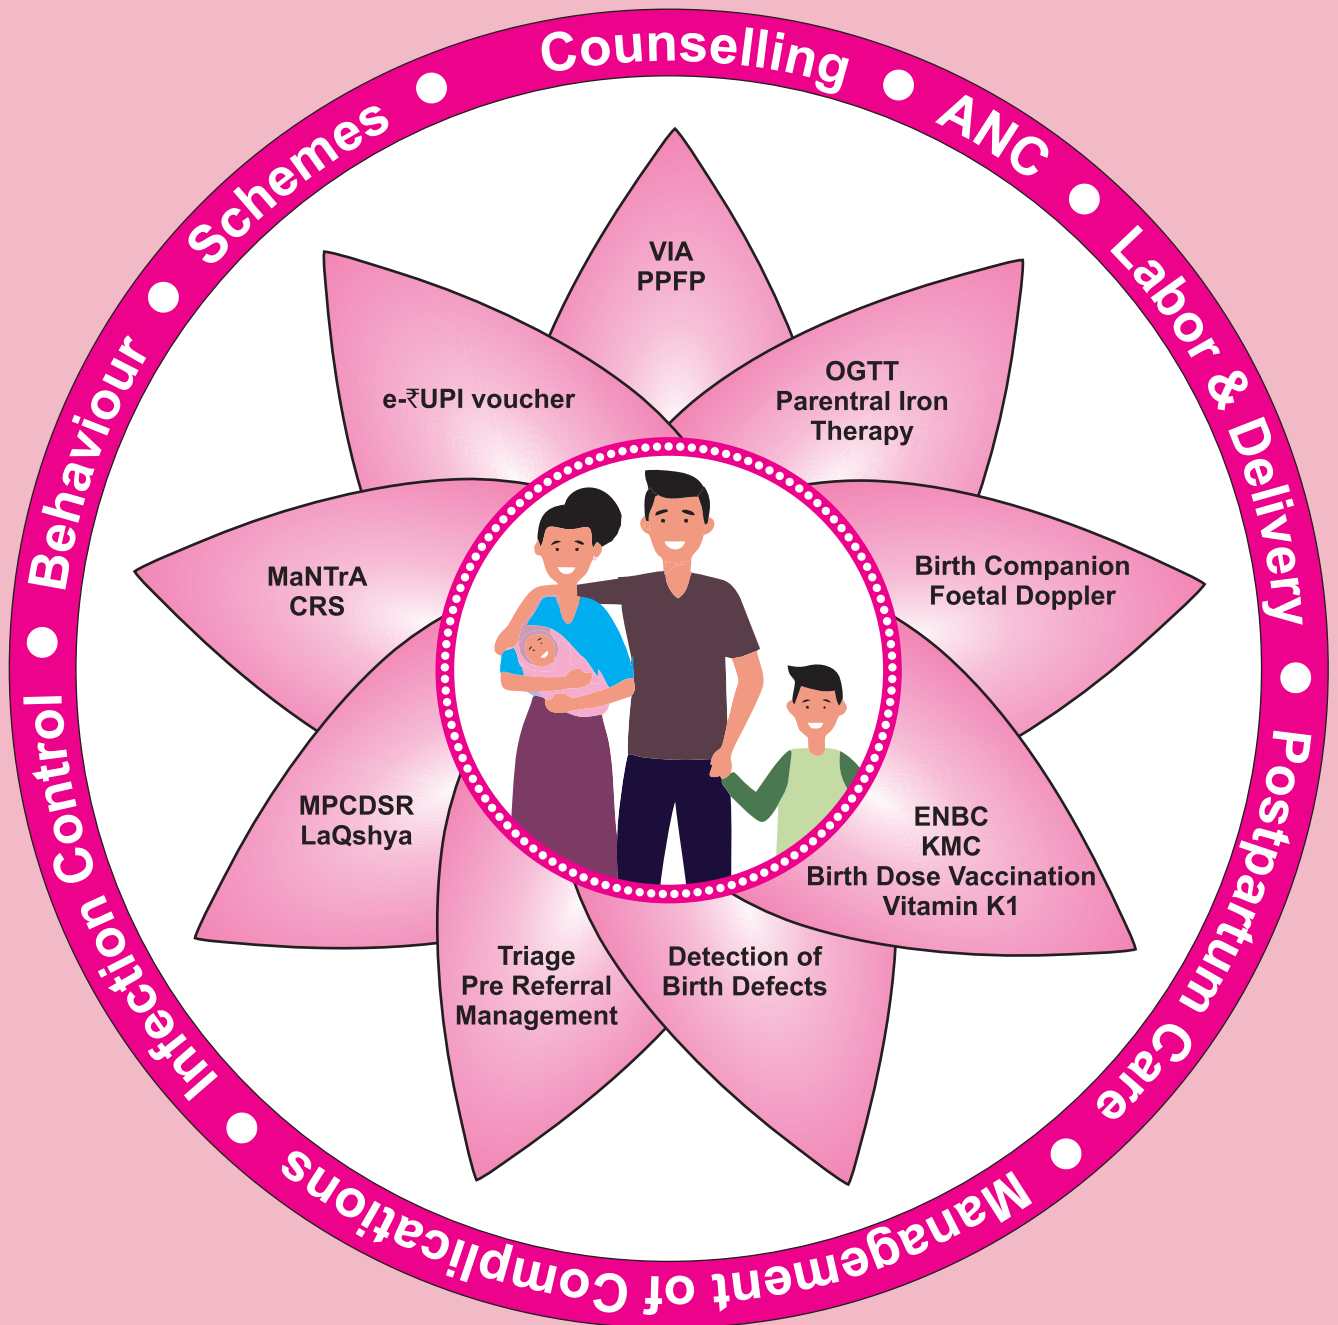 Counselling • ANC • Labor & Delivery • Postpartum Care • Management of Complications • Infection Control • Behaviour • Schemes •
VIA
PPFP
OGTT
Parentral Iron
Therapy
Birth Companion
Foetal Doppler
ENBC
KMC
Birth Dose Vaccination
Vitamin K1
Detection of
Birth Defects
Triage
Pre Referral
Management
MPCDSR
LaQshya
MaNTrA
CRS
e-₹UPI voucher